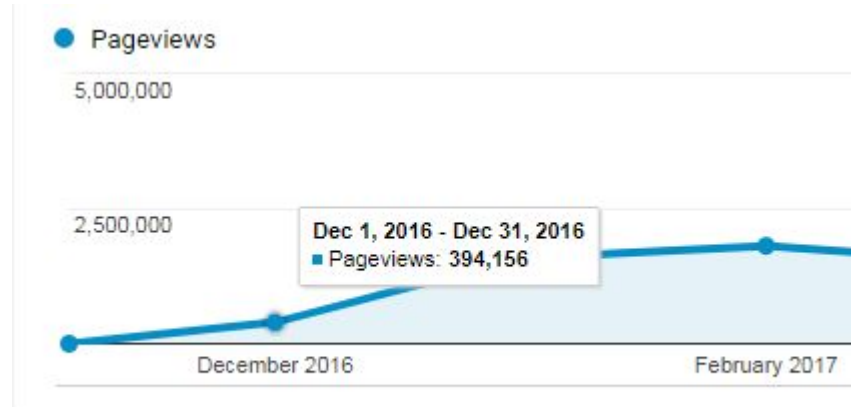 Pageviews
5,000,000
2,500,000
Dec 1, 2016 - Dec 31, 2016
Pageviews: 394,156
December 2016
February 2017